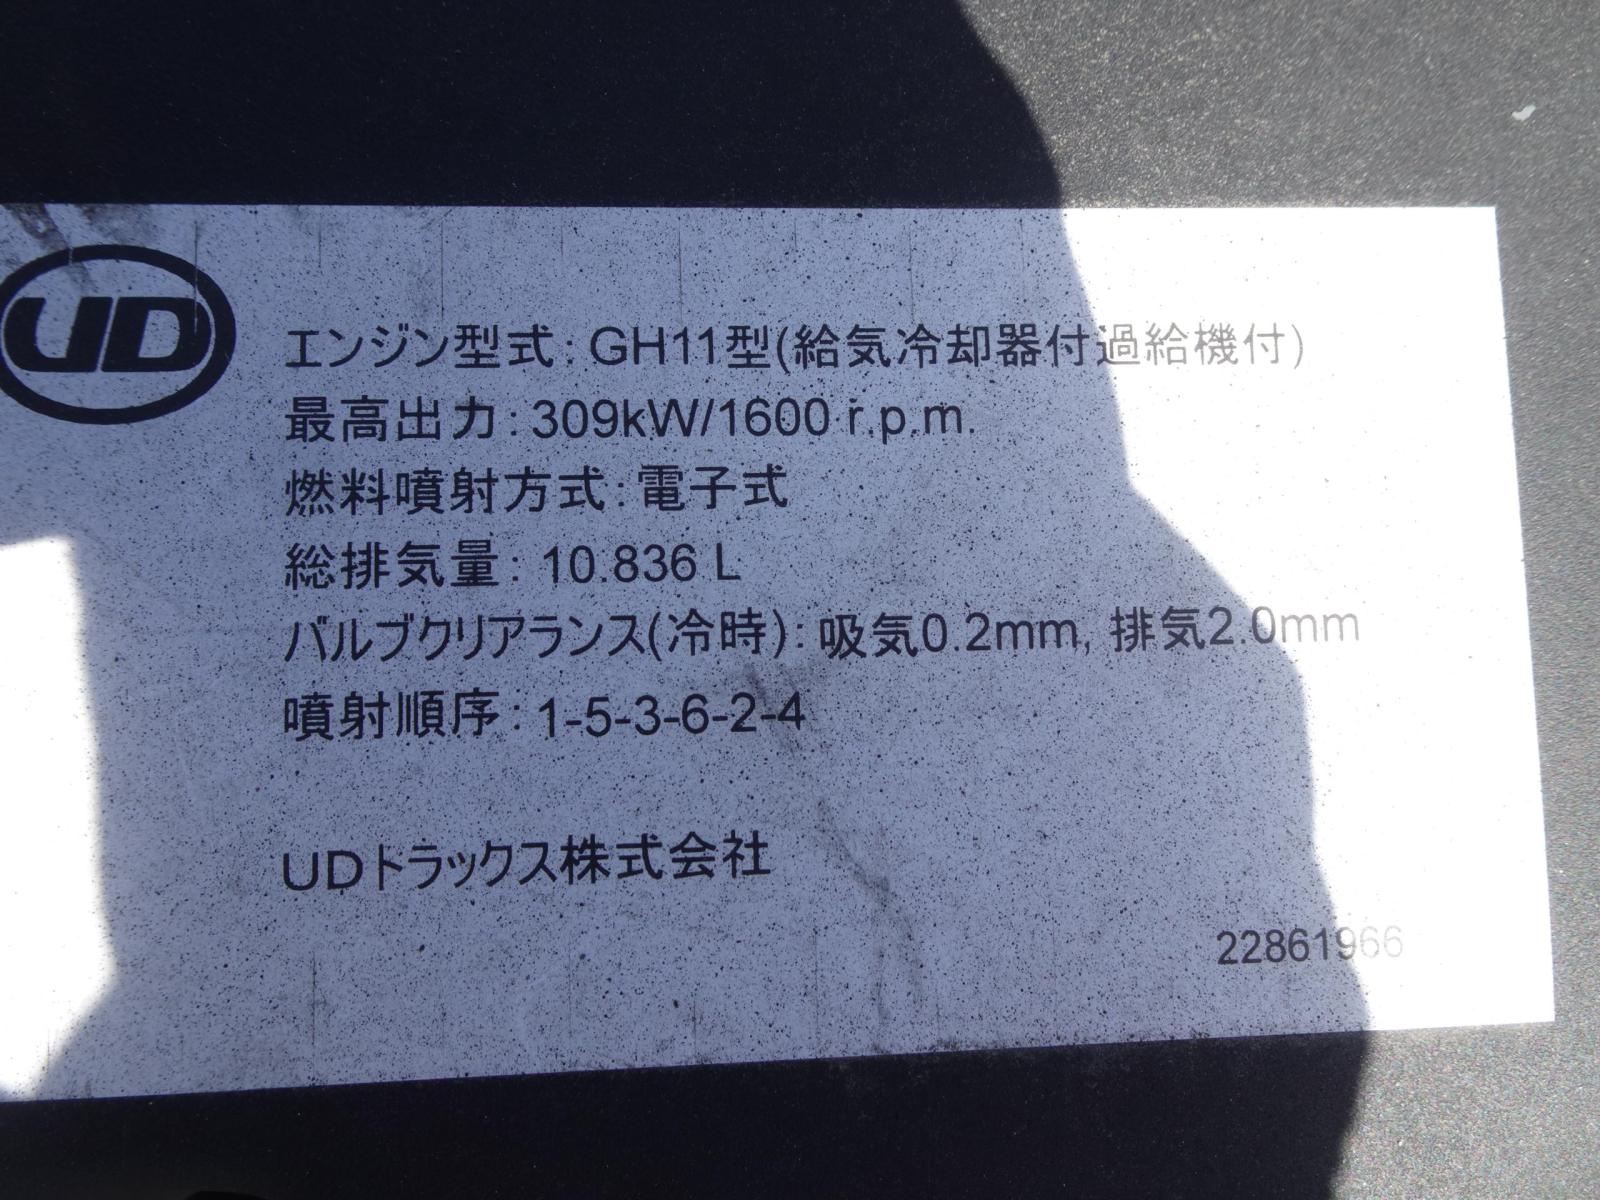 UD
エンジン型式: GH11型(給気冷却器付過給機付)
最高出力: 309kW/1600 r.p.m.
燃料噴射方式: 電子式
総排気量: 10.836 L
バルブクリアランス(冷時): 吸気0.2mm, 排気2.0mm
噴射順序: 1-5-3-6-2-4
UDトラックス株式会社
22861966